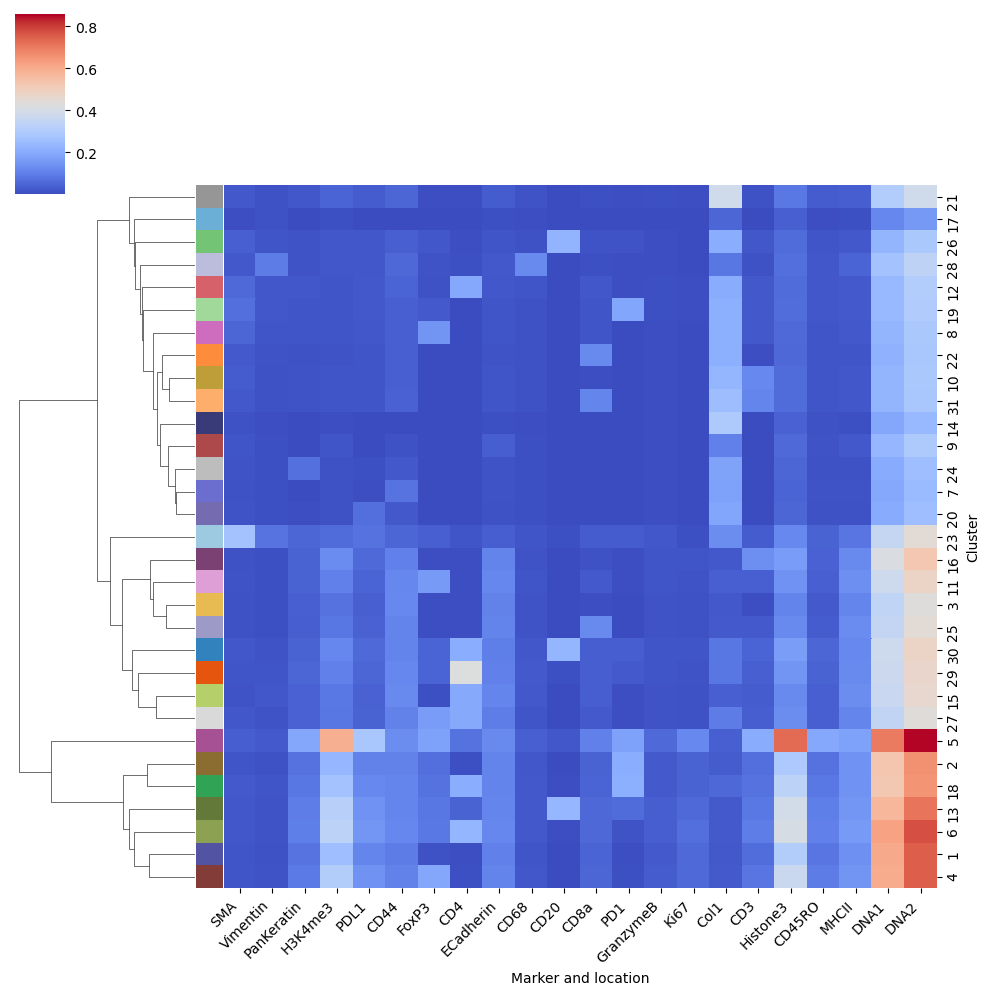 0.8
0.6
0.4
0.2
21
17
26
28
12
19
8
22
10
31
14
9
24
7
20
23
16
11
3
25
30
29
15
27
5
2
18
13
6
1
4
Cluster
SMA
Vimentin
PanKeratin
H3K4me3
PDL1
CD44
FoxP3
CD4
ECadherin
CD68
CD20
CD8a
PD1
GranzymeB
Ki67
Col1
CD3
Histone3
CD45RO
MHCII
DNA1
DNA2
Marker and location